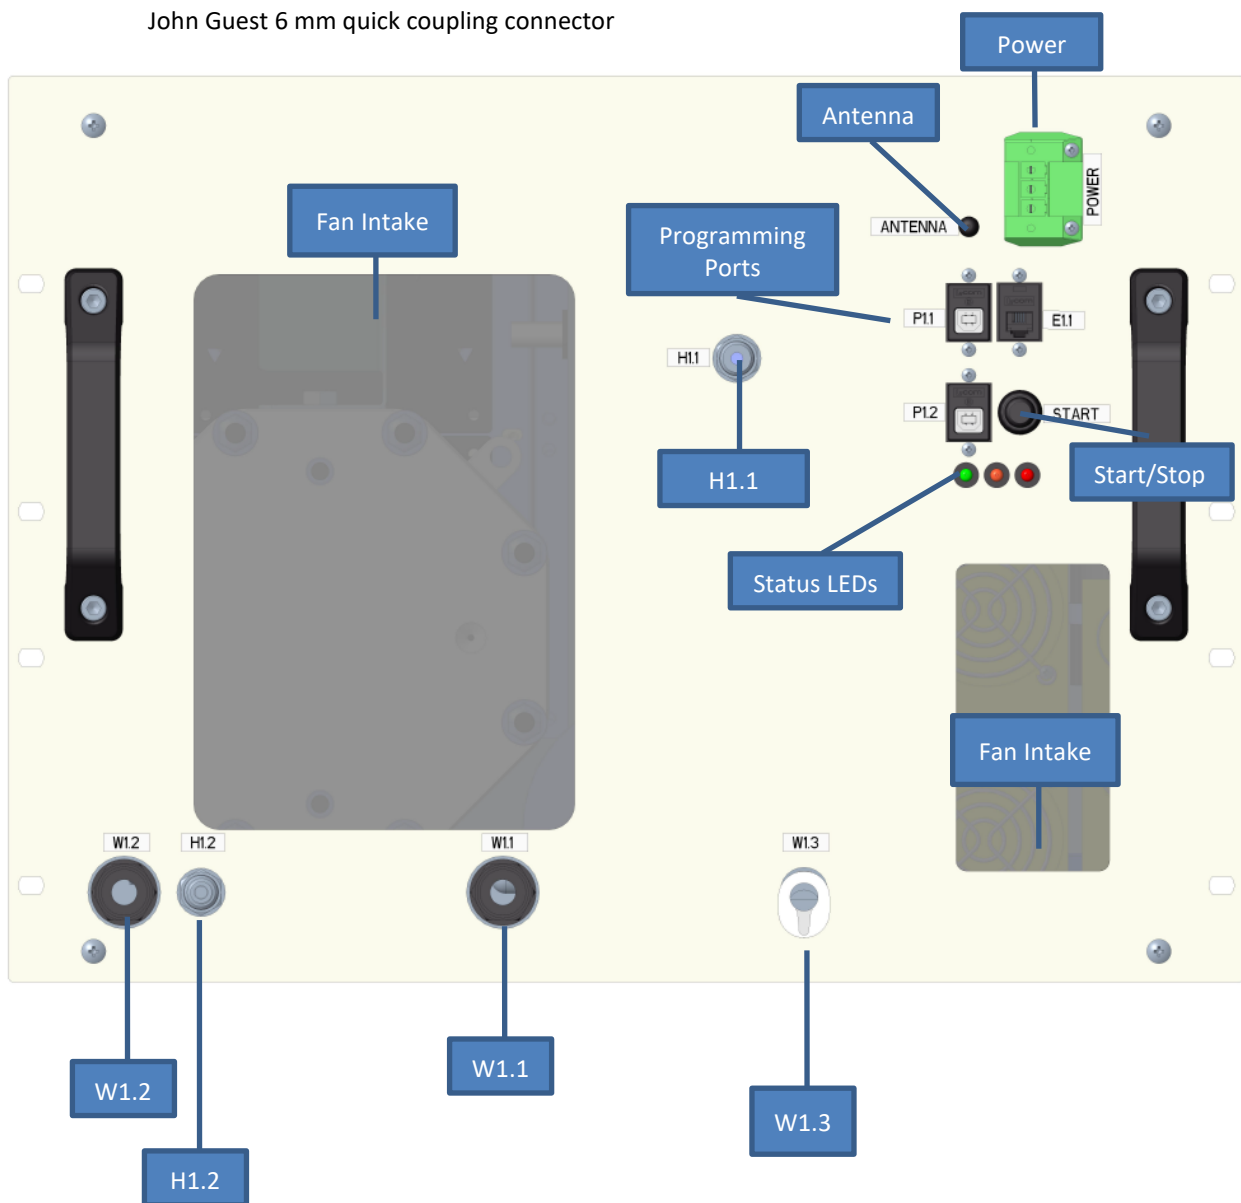 John Guest 6 mm quick coupling connector
Power
Antenna
POWER
Fan Intake
ANTENNA
Programming
Ports
P1.1
E1.1
H1.1
P1.2
START
H1.1
Start/Stop
Status LEDs
Fan Intake
W1.2
H1.2
W1.1
W1.3
W1.1
W1.2
W1.3
H1.2